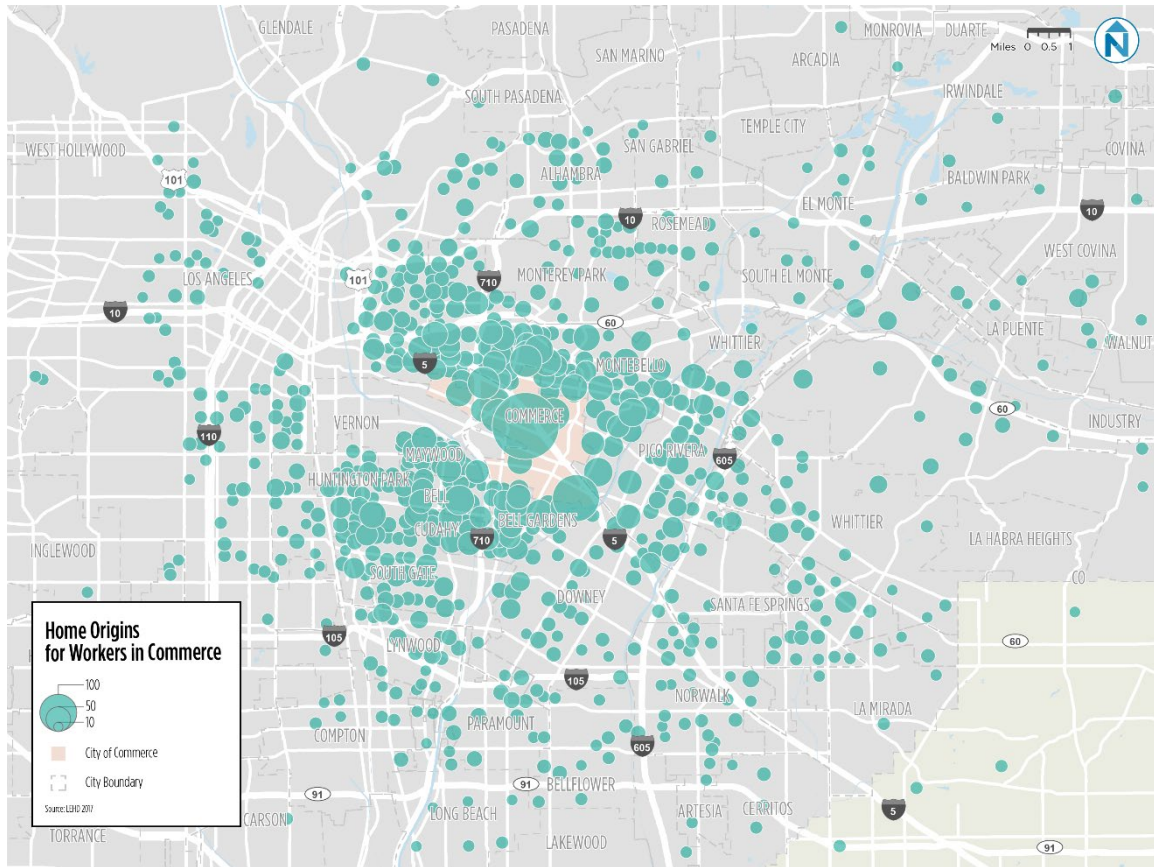 GLENDALE
PASADENA
MONROVIA
DUARTE
Miles 0 0.5 1
N
SAN MARINO
ARCADIA
SOUTH PASADENA
IRWINDALE
TEMPLE CITY
WEST HOLLYWOOD
SAN GABRIEL
COVINA
101
ALHAMBRA
BALDWIN PARK
EL MONTE
10
10
ROSEMEAD
WEST COVINA
LOS ANGELES
101
710
MONTEREY PARK
SOUTH EL MONTE
10
60
LA PUENTE
WHITTIER
WALNUT
5
MONTEBELLO
60
COMMERCE
INDUSTRY
VERNON
110
MAYWOOD
PICO RIVERA
605
HUNTINGTON PARK
BELL
BELL GARDENS
WHITTIER
CUDAHY
710
5
LA HABRA HEIGHTS
INGLEWOOD
SOUTH GATE
CO
DOWNEY
SANTA FE SPRINGS
Home Origins
for Workers in Commerce
100
50
10
City of Commerce
City Boundary
Source: LEHD 2017
105
LYNWOOD
60
105
NORWALK
LA MIRADA
PARAMOUNT
COMPTON
605
91
BELLFLOWER
91
LONG BEACH
ARTESIA
CERRITOS
5
CARSON
TORRANCE
LAKEWOOD
91